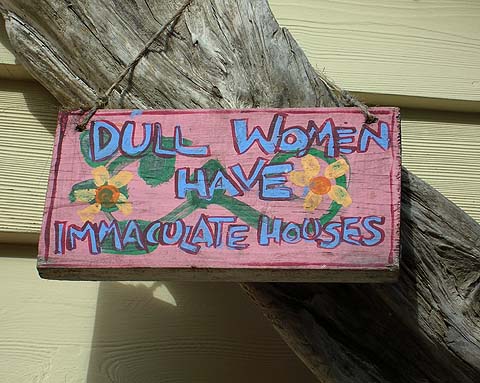 DULL WOMEN
HAVE
IMMACULATE HOUSES